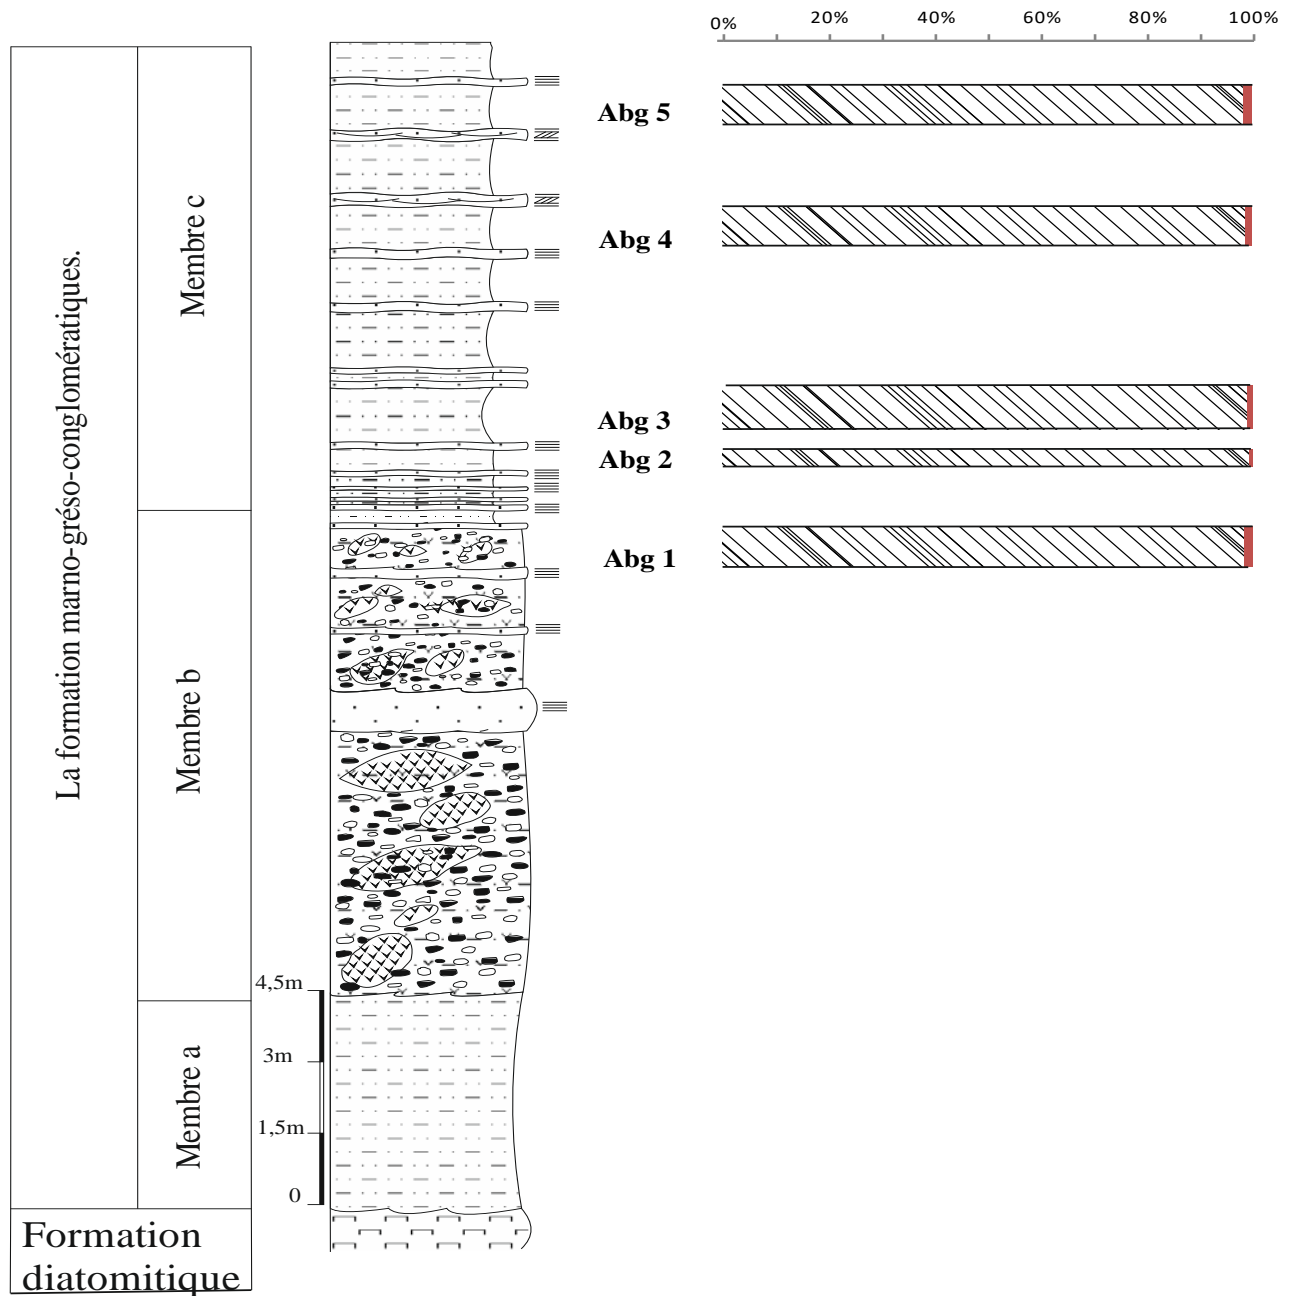 0% 20% 40% 60% 80% 100%
La formation marno-gréso-conglomératiques.
Membre c
Membre b
Membre a
Abg 5
Abg 4
Abg 3
Abg 2
Abg 1
4,5m
3m
1,5m
0
Formation
diatomitique